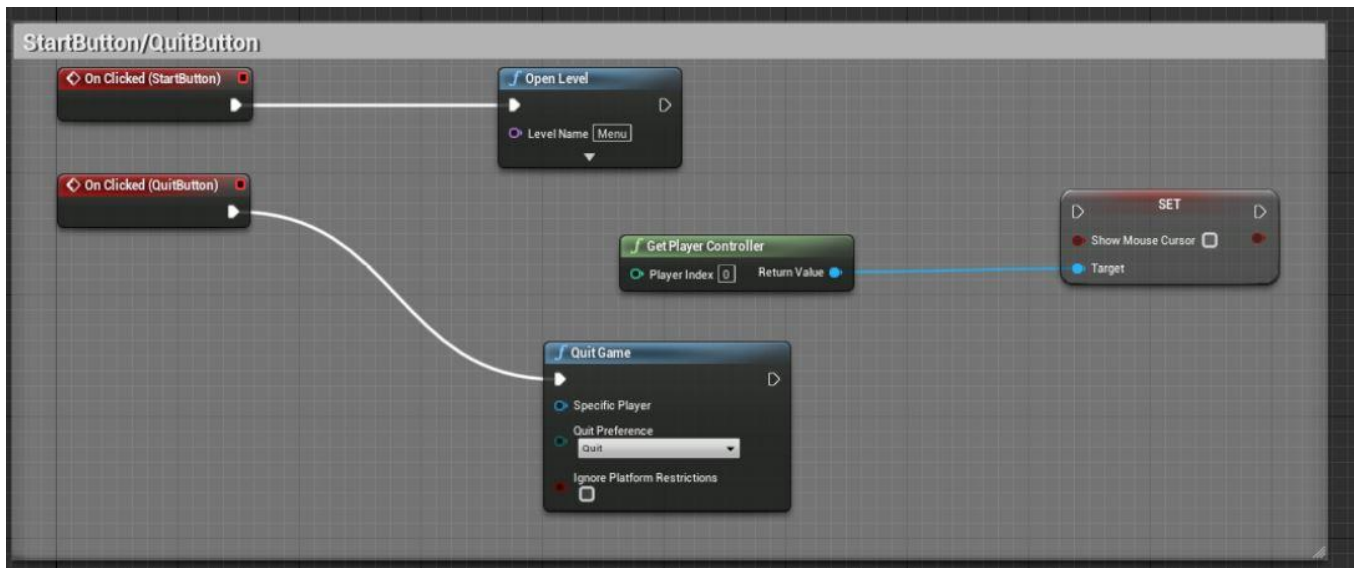 StartButton/QuitButton
On Clicked (StartButton)
Open Level
Level Name Menu
On Clicked (QuitButton)
SET
Show Mouse Cursor
Target
Get Player Controller
Player Index 0 Return Value
Quit Game
Specific Player
Quit Preference
Quit
Ignore Platform Restrictions